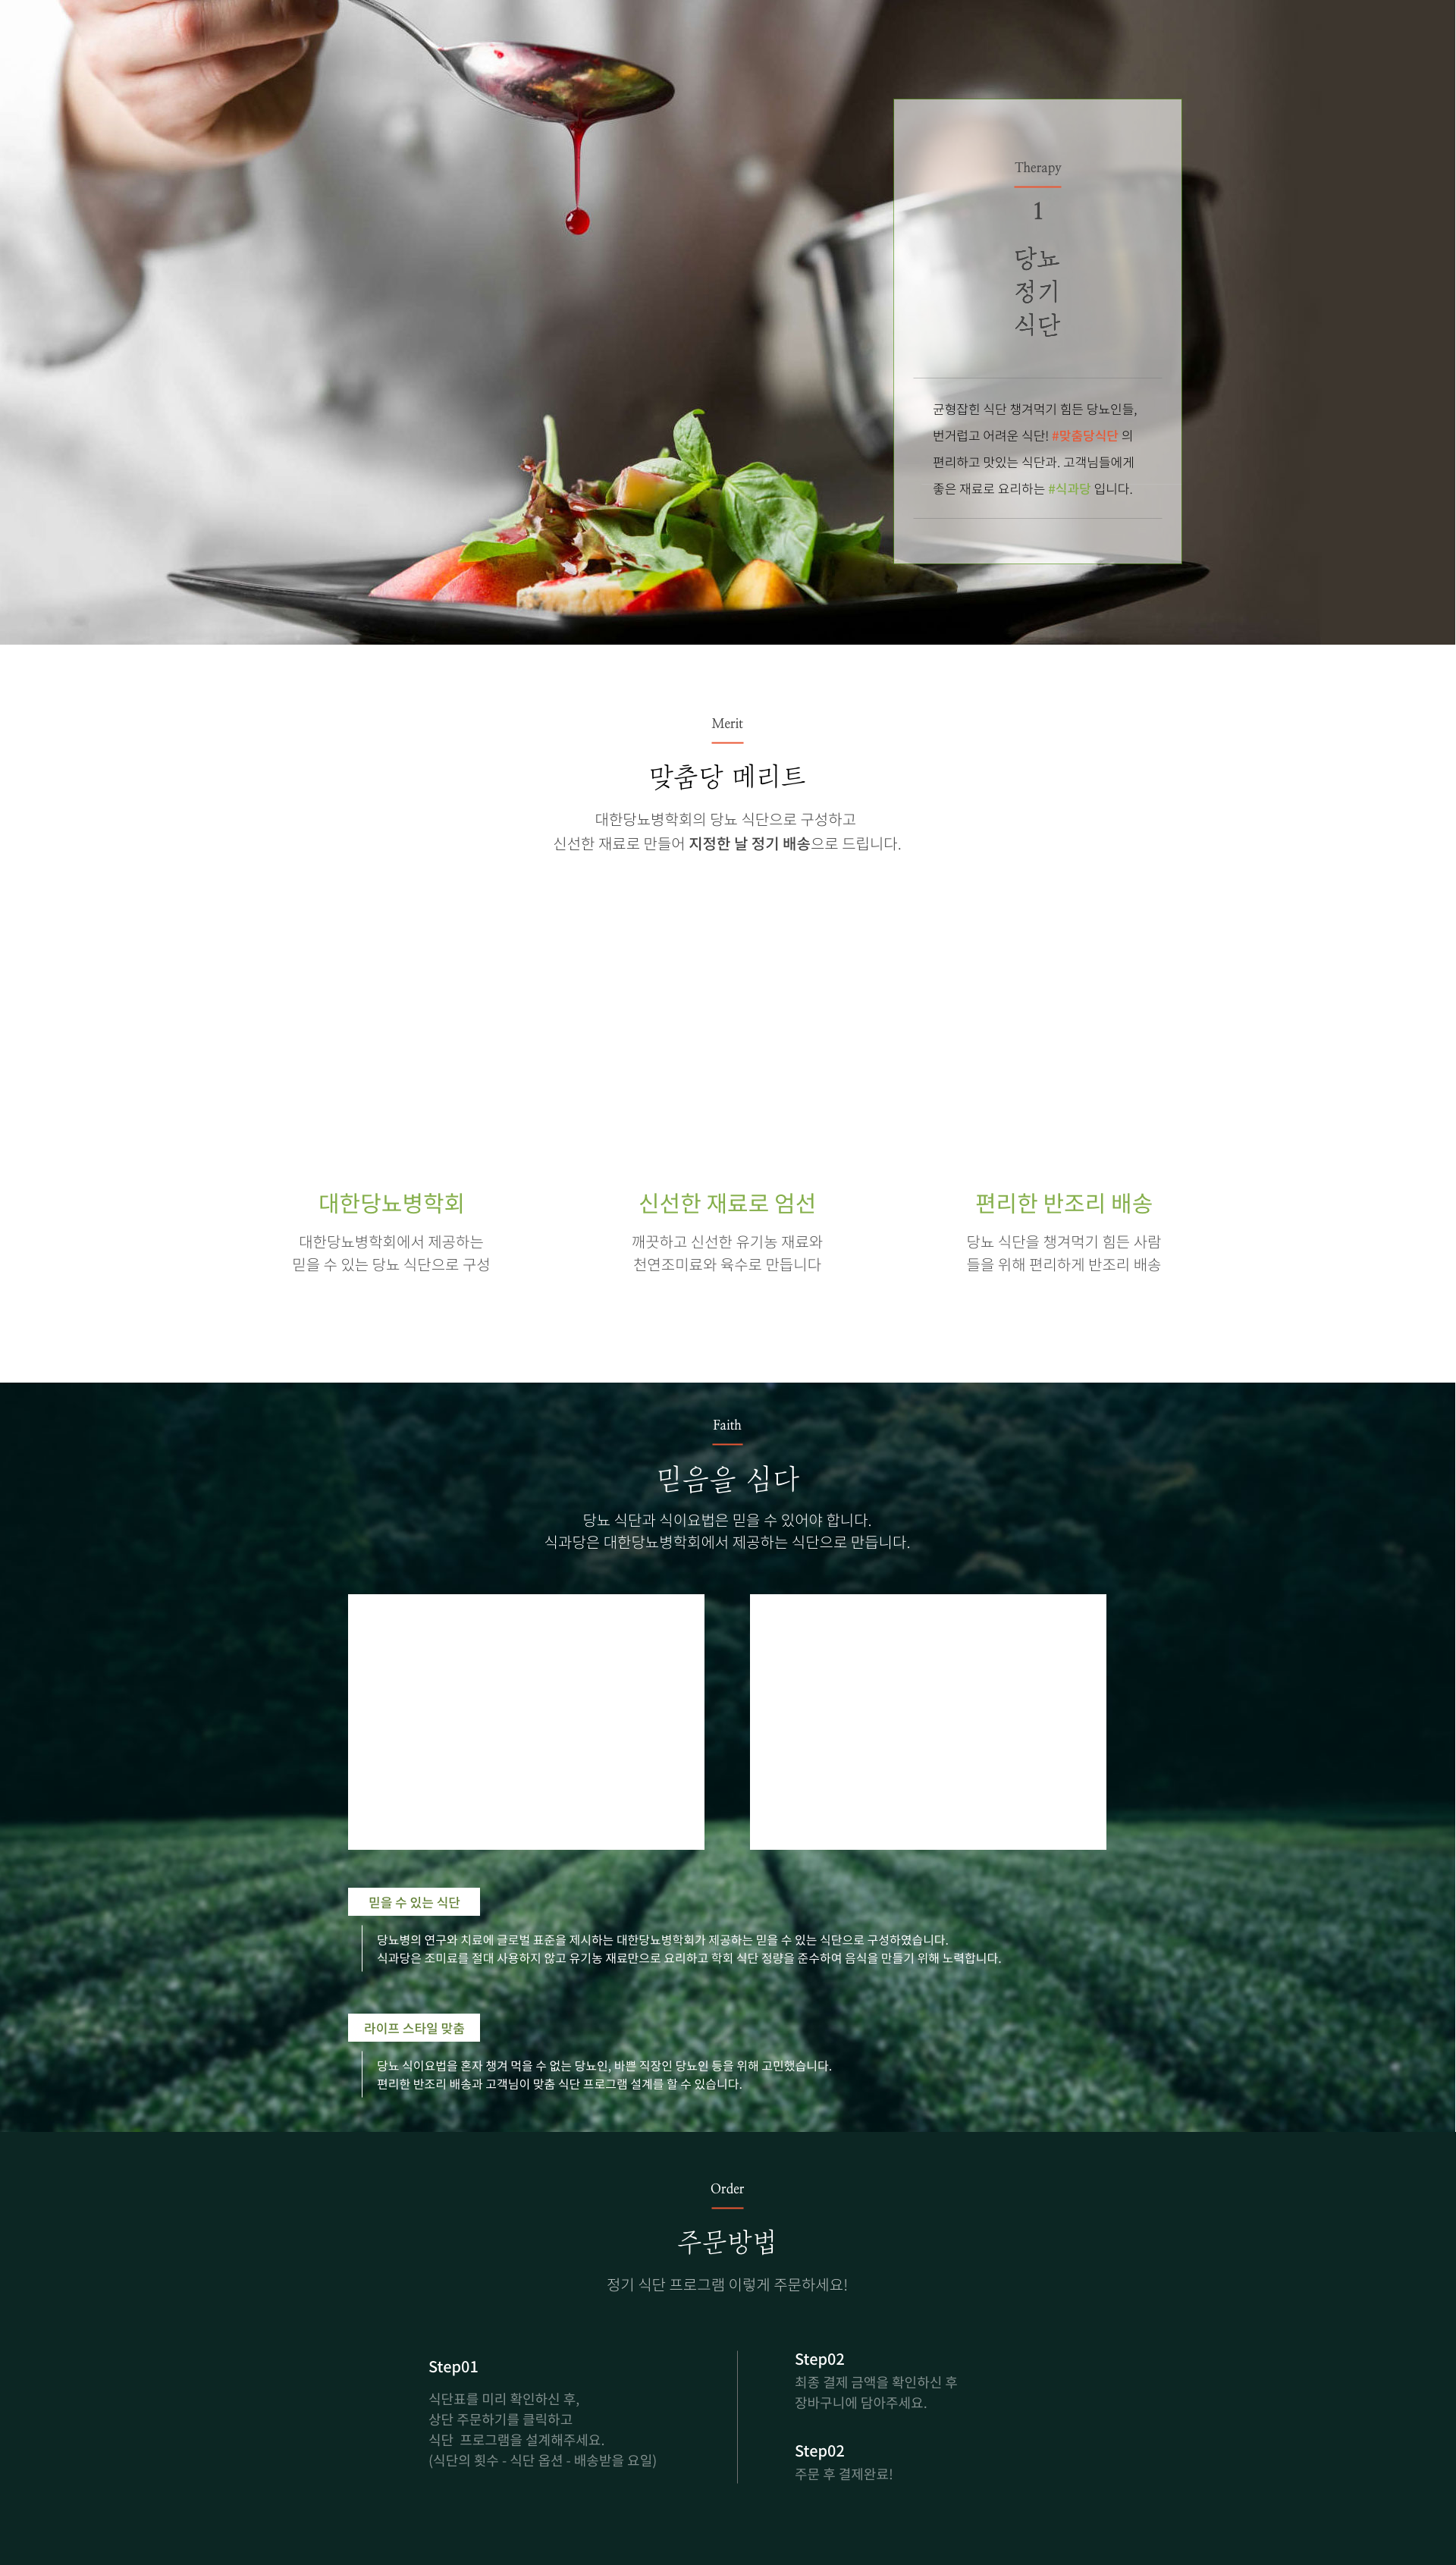 Therapy
1
당뇨
정기
식단
균형잡힌 식단 챙겨먹기 힘든 당뇨인들,
번거럽고 어려운 식단! #맞춤당식단 의
편리하고 맛있는 식단과. 고객님들에게
좋은 재료로 요리하는 #식과당 입니다.
Merit
맞춤당 메리트
대한당뇨병학회의 당뇨 식단으로 구성하고
신선한 재료로 만들어 지정한 날 정기 배송으로 드립니다.
대한당뇨병학회
대한당뇨병학회에서 제공하는
믿을 수 있는 당뇨 식단으로 구성
신선한 재료로 엄선
깨끗하고 신선한 유기농 재료와
천연조미료와 육수로 만듭니다
편리한 반조리 배송
당뇨 식단을 챙겨먹기 힘든 사람
들을 위해 편리하게 반조리 배송
Faith
믿음을 심다
당뇨 식단과 식이요법은 믿을 수 있어야 합니다.
식과당은 대한당뇨병학회에서 제공하는 식단으로 만듭니다.
믿을 수 있는 식단
당뇨병의 연구와 치료에 글로벌 표준을 제시하는 대한당뇨병학회가 제공하는 믿을 수 있는 식단으로 구성하였습니다.
식과당은 조미료를 절대 사용하지 않고 유기농 재료만으로 요리하고 학회 식단 정량을 준수하여 음식을 만들기 위해 노력합니다.
라이프 스타일 맞춤
당뇨 식이요법을 혼자 챙겨 먹을 수 없는 당뇨인, 바쁜 직장인 당뇨인 등을 위해 고민했습니다.
편리한 반조리 배송과 고객님이 맞춤 식단 프로그램 설계를 할 수 있습니다.
Order
주문방법
정기 식단 프로그램 이렇게 주문하세요!
Step01
식단표를 미리 확인하신 후,
상단 주문하기를 클릭하고
식단 프로그램을 설계해주세요.
(식단의 횟수 - 식단 옵션 - 배송받을 요일)
Step02
최종 결제 금액을 확인하신 후
장바구니에 담아주세요.
Step02
주문 후 결제완료!